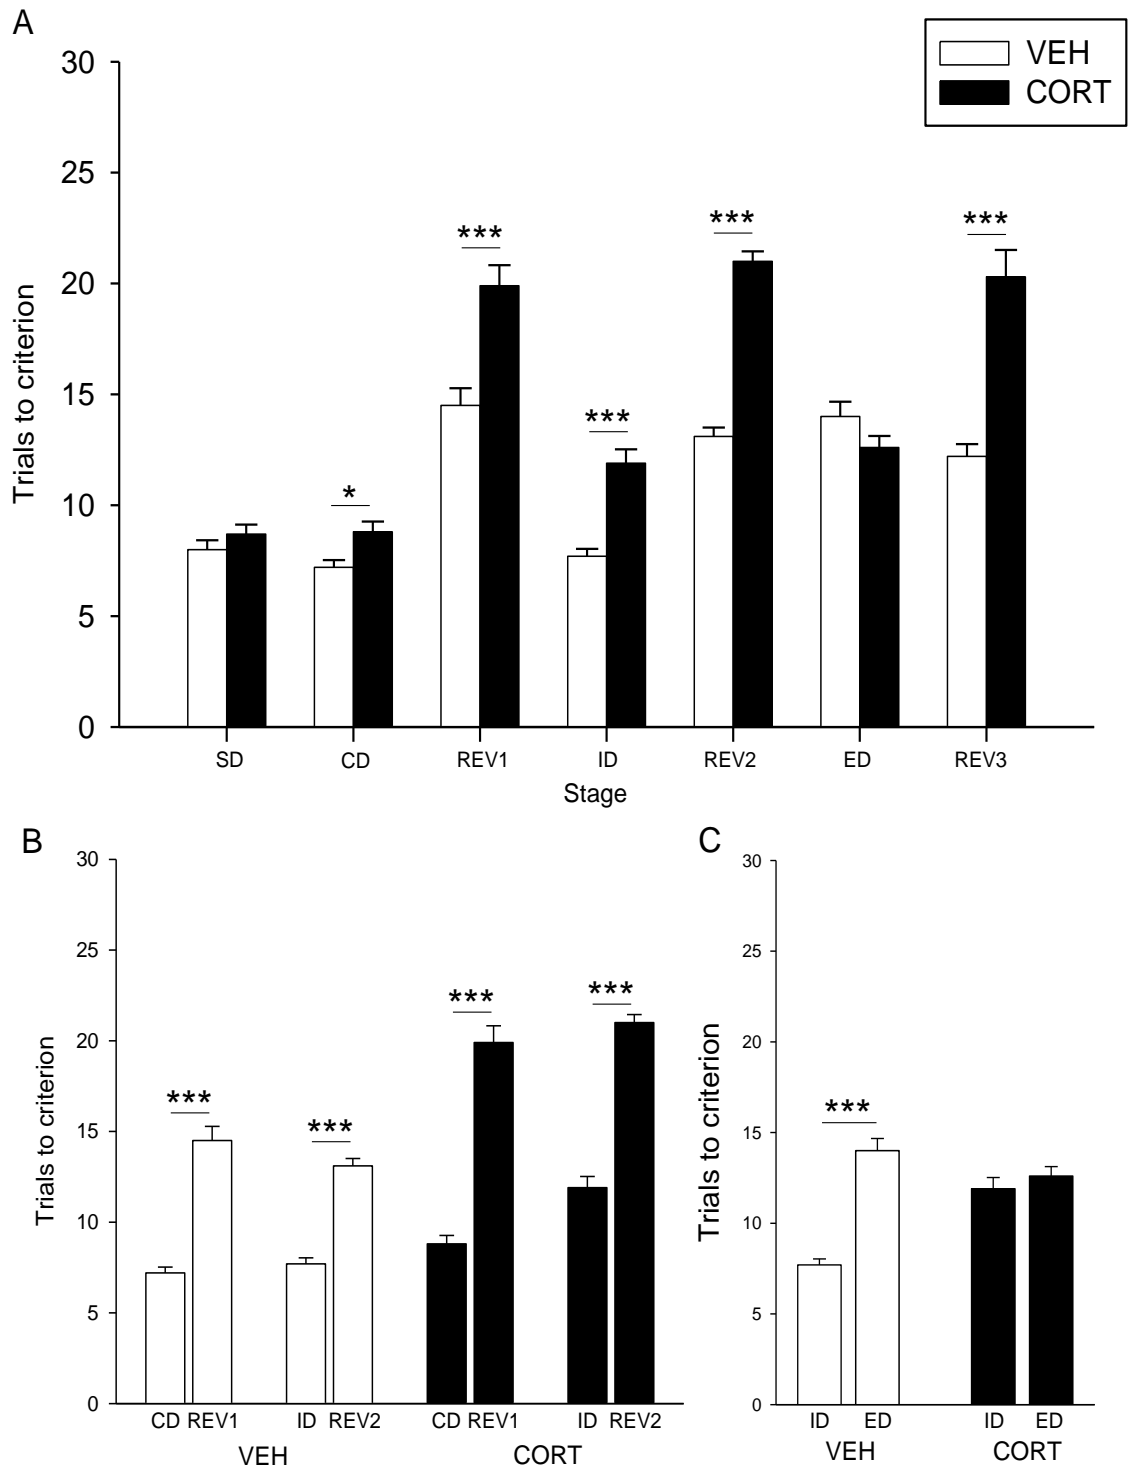 A
VEH
CORT
30
25
20
15
10
5
0
Trials to criterion
***
***
***
***
*
SD CD REV1 ID REV2 ED REV3
Stage
B
30
25
20
15
10
5
0
Trials to criterion
***
***
***
***
CD REV1 ID REV2 CD REV1 ID REV2
VEH CORT
C
30
25
20
15
10
5
0
Trials to criterion
***
ID ED ID ED
VEH CORT